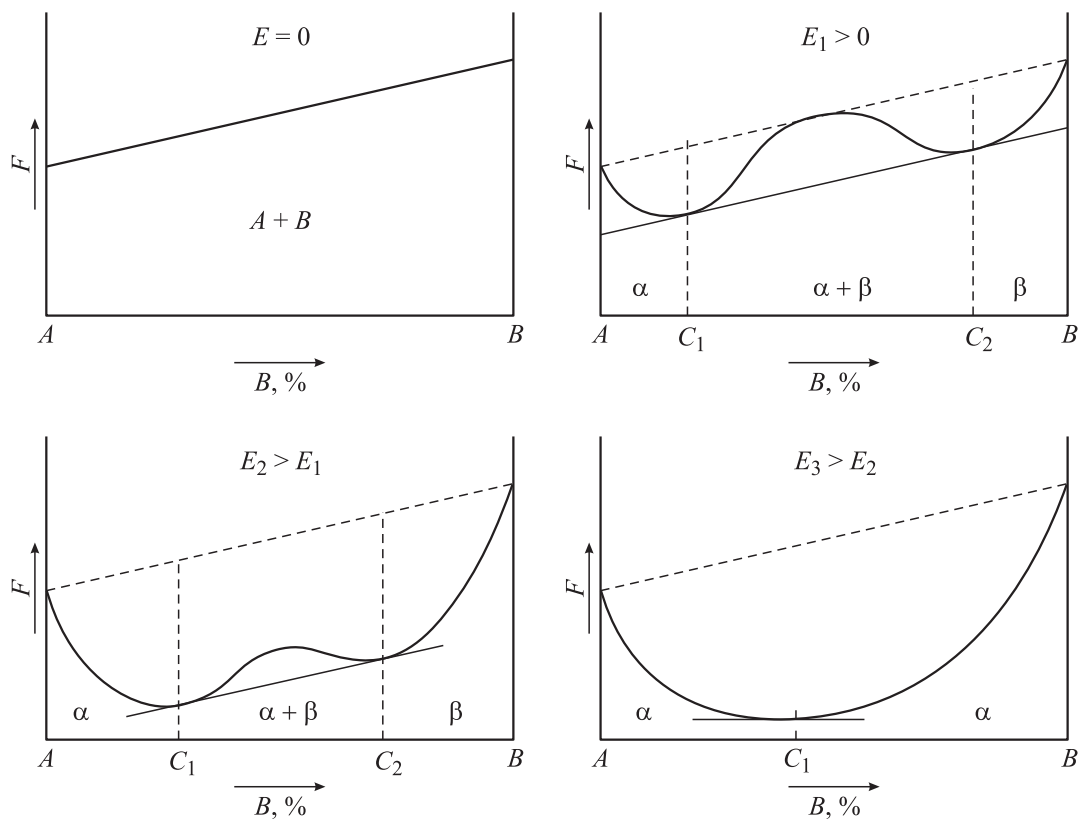 E = 0
F
A + B
A
B
B, %
E₁ > 0
F
α
α + β
β
A
C₁
C₂
B
B, %
E₂ > E₁
F
α
α + β
β
A
C₁
C₂
B
B, %
E₃ > E₂
F
α
α
A
C₁
B
B, %